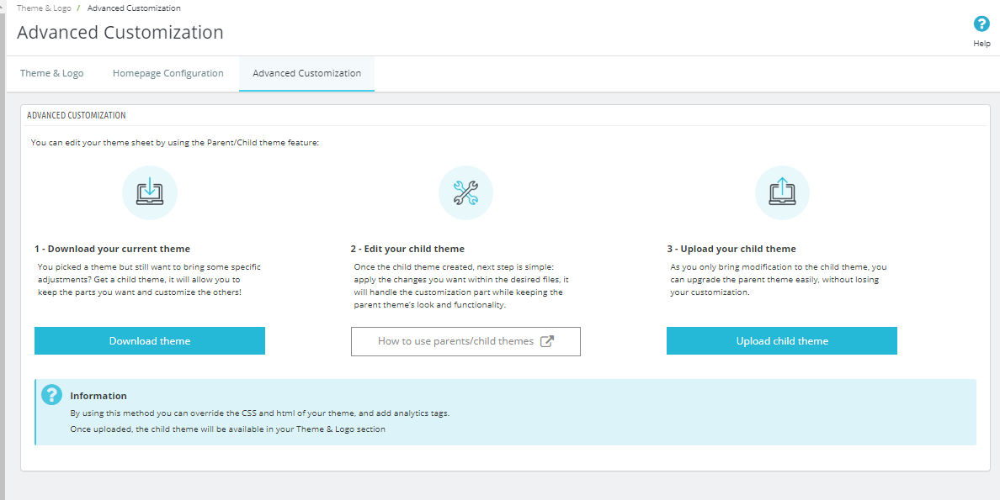 Theme & Logo / Advanced Customization
Advanced Customization
? Help
Theme & Logo
Homepage Configuration
Advanced Customization
ADVANCED CUSTOMIZATION
You can edit your theme sheet by using the Parent/Child theme feature:
1 - Download your current theme
You picked a theme but still want to bring some specific
adjustments? Get a child theme, it will allow you to
keep the parts you want and customize the others!
Download theme
2 - Edit your child theme
Once the child theme created, next step is simple:
apply the changes you want within the desired files, it
will handle the customization part while keeping the
parent theme's look and functionality.
How to use parents/child themes
3 - Upload your child theme
As you only bring modification to the child theme, you
can upgrade the parent theme easily, without losing
your customization.
Upload child theme
? Information
By using this method you can override the CSS and html of your theme, and add analytics tags.
Once uploaded, the child theme will be available in your Theme & Logo section